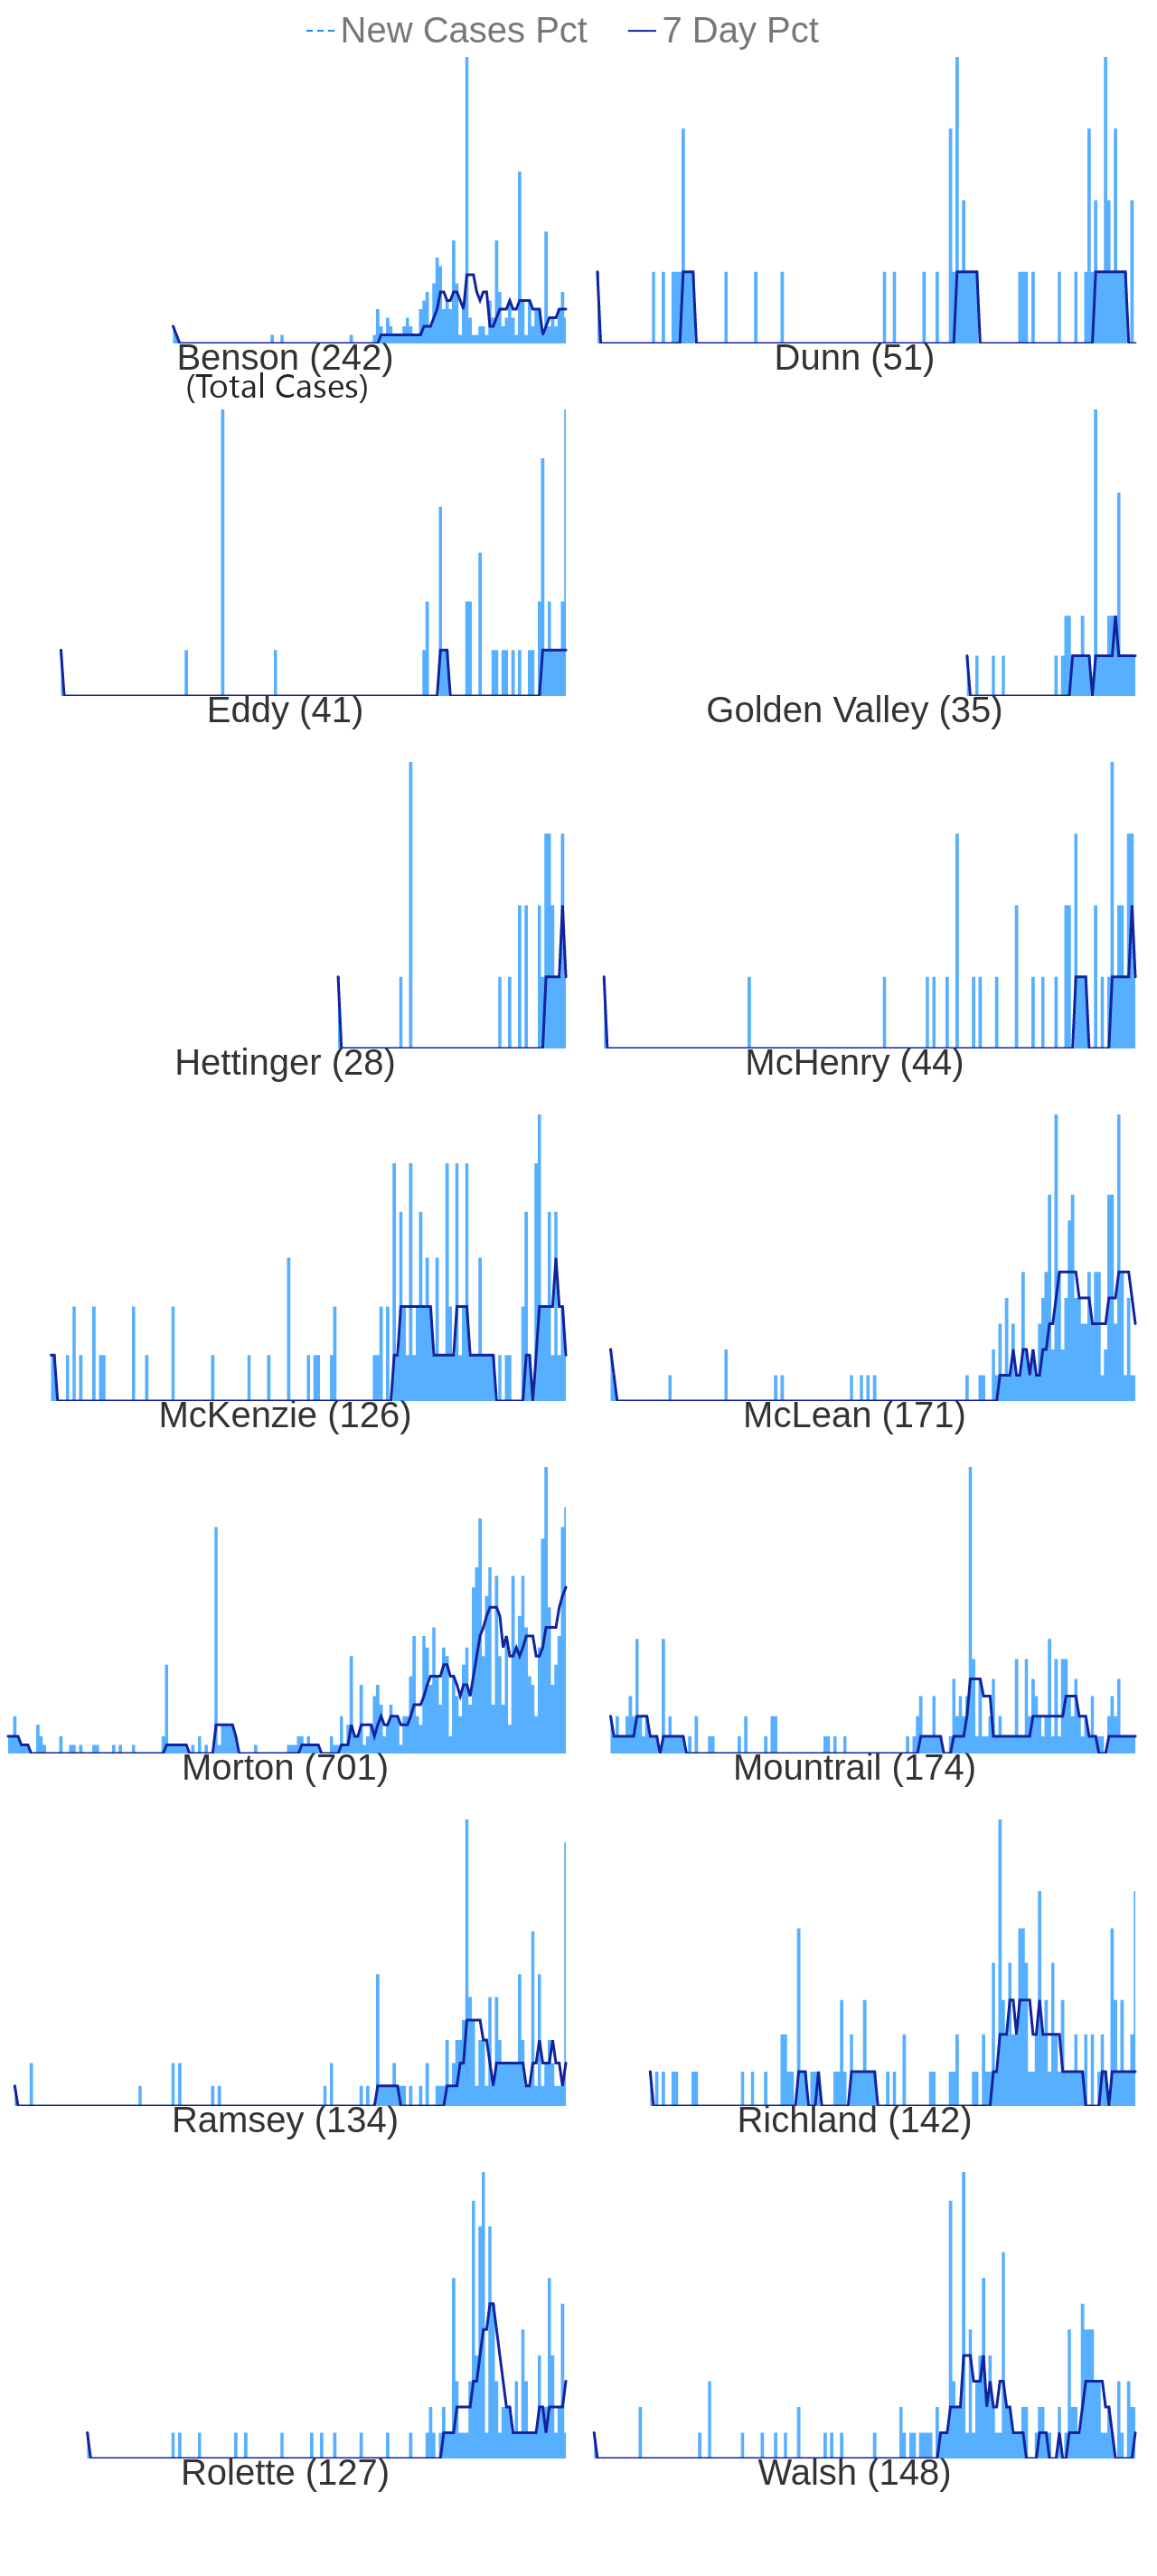 New Cases Pct 7 Day Pct
Benson (242) Dunn (51)
(Total Cases)
Eddy (41) Golden Valley (35)
Hettinger (28) McHenry (44)
McKenzie (126) McLean (171)
Morton (701) Mountrail (174)
Ramsey (134) Richland (142)
Rolette (127) Walsh (148)